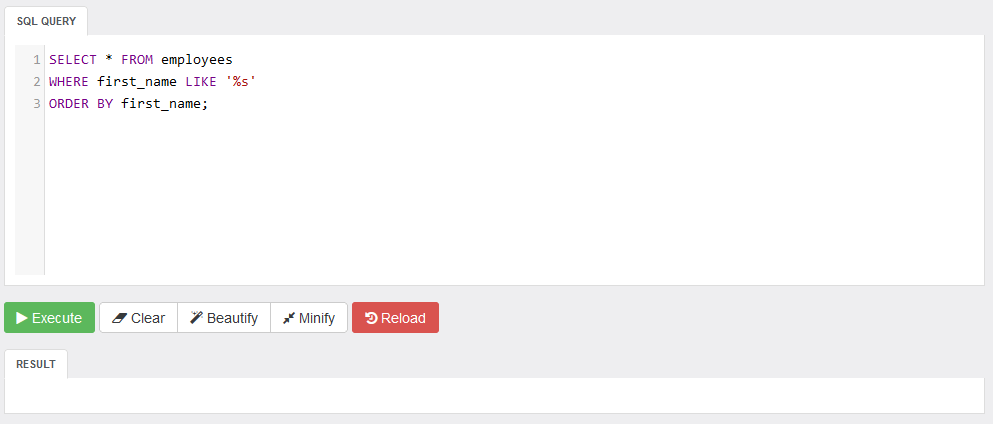 SQL QUERY
1 SELECT * FROM employees
2 WHERE first_name LIKE '%s'
3 ORDER BY first_name;
Execute Clear Beautify Minify Reload
RESULT